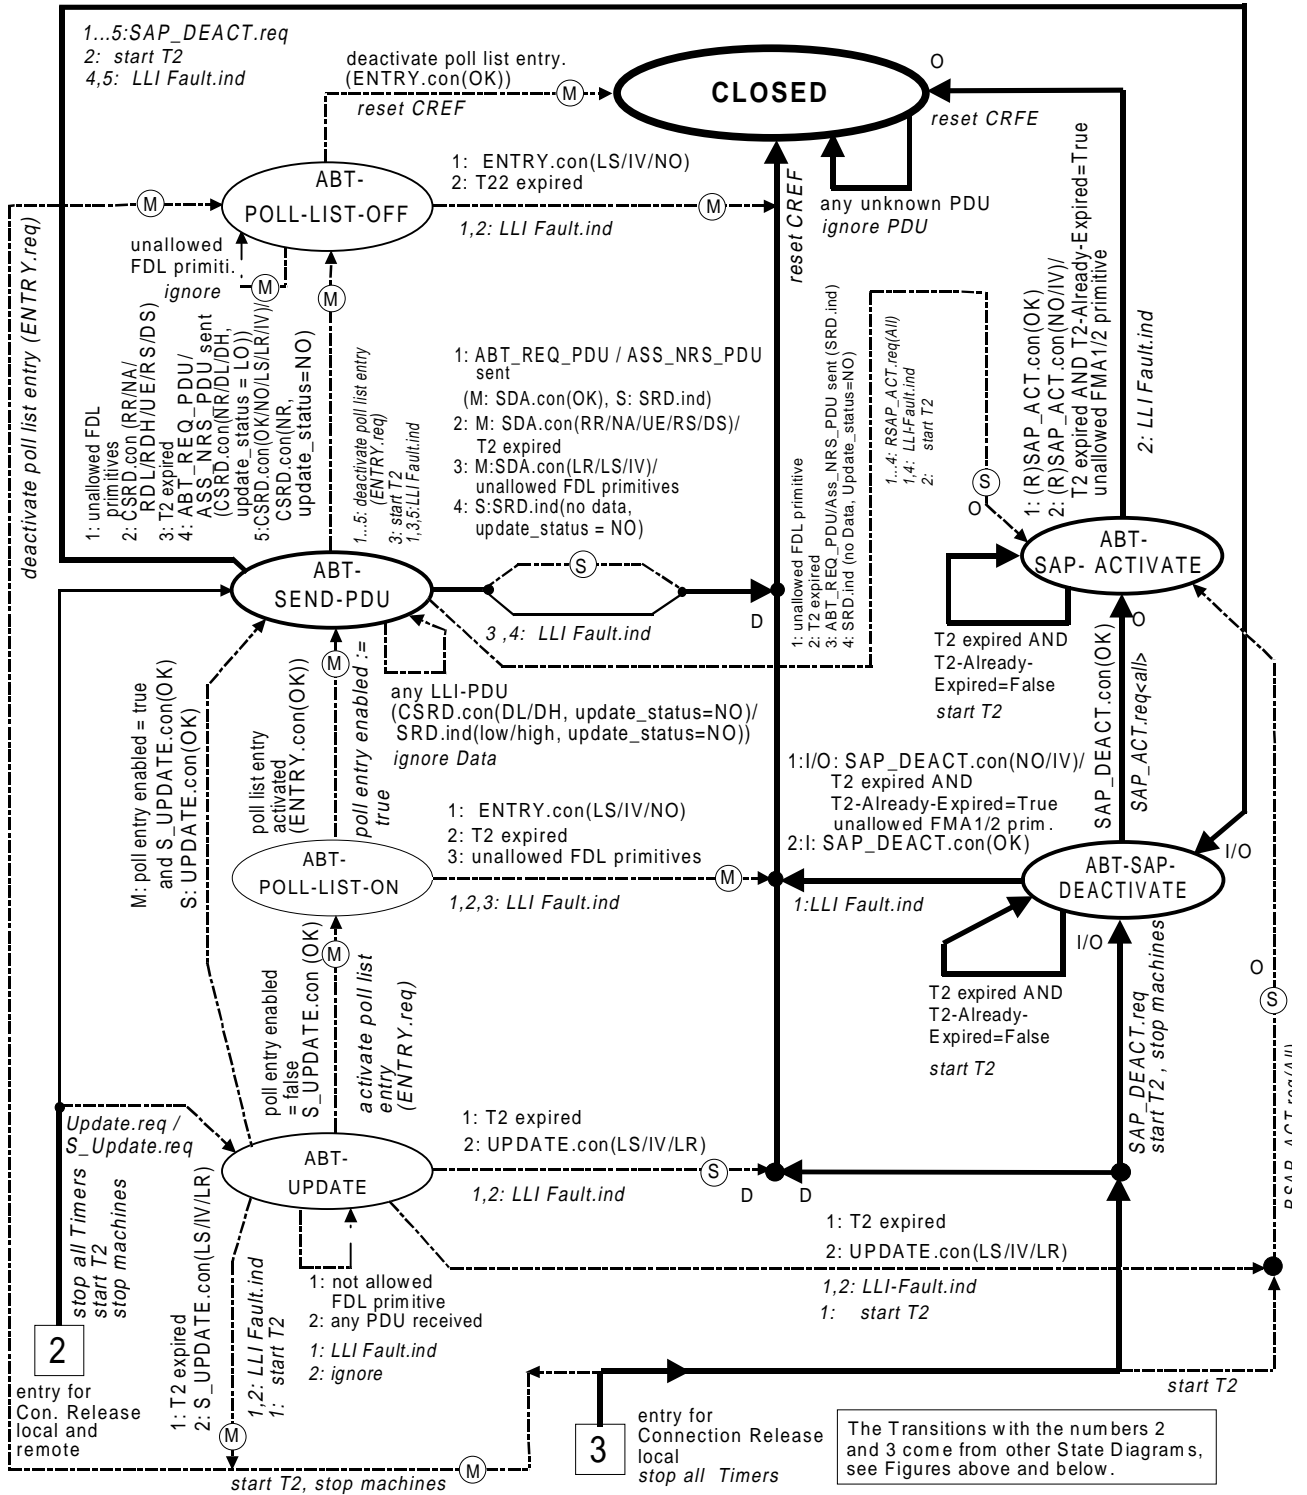 1...5:SAP_DEACT.req
2: start T2
4,5: LLI Fault.ind
deactivate poll list entry.
(ENTRY.con(OK))
M
reset CREF
CLOSED
O
reset CRFE
any unknown PDU
ignore PDU
reset CREF
ABT-
POLL-LIST-OFF
M
1: ENTRY.con(LS/IV/NO)
2: T22 expired
M
1,2: LLI Fault.ind
unallowed
FDL primiti.
ignore
M
M
deactivate poll list entry (ENTRY.req)
1: unallowed FDL
primitives
2: CSRD.con (RR/NA/
RDL/RDH/UE/RS/DS)
3: T2 expired
4: ABT_REQ_PDU/
ASS_NRS_PDU sent
(CSRD.con(NR/DL/DH,
update_status = LO))
5:CSRD.con(OK/NO/LS/LR/IV)/
CSRD.con(NR,
update_status=NO)
1...5: deactivate poll list entry
(ENTRY.req)
3: start T2
1,3,5:LLI Fault.ind
1: ABT_REQ_PDU / ASS_NRS_PDU
sent
(M: SDA.con(OK), S: SRD.ind)
2: M: SDA.con(RR/NA/UE/RS/DS)/
T2 expired
3: M:SDA.con(LR/LS/IV)/
unallowed FDL primitives
4: S:SRD.ind(no data,
update_status = NO)
S
3 ,4: LLI Fault.ind
D
1: unallowed FDL primitive
2: T2 expired
3: ABT_REQ_PDU/Ass_NRS_PDU sent (SRD.ind)
4: SRD.ind (no Data, Update_status=NO)
1...4: RSAP_ACT.req(All)
1,4: LLI-Fault.ind
2: start T2
S
O
1: (R)SAP_ACT.con(OK)
2: (R)SAP_ACT.con(NO/IV)/
T2 expired AND T2-Already-Expired=True
unallowed FMA1/2 primitive
2: LLI Fault.ind
ABT-
SEND-PDU
ABT-
SAP- ACTIVATE
T2 expired AND
T2-Already-
Expired=False
start T2
O
SAP_DEACT.con(OK)
SAP_ACT.req<all>
any LLI-PDU
(CSRD.con(DL/DH, update_status=NO)/
SRD.ind(low/high, update_status=NO))
ignore Data
M: poll entry enabled = true
and S_UPDATE.con(OK)
S: UPDATE.con(OK)
poll list entry
activated
(ENTRY.con(OK))
M
poll entry enabled :=
true
1: ENTRY.con(LS/IV/NO)
2: T2 expired
3: unallowed FDL primitives
M
1,2,3: LLI Fault.ind
ABT-
POLL-LIST-ON
1:I/O: SAP_DEACT.con(NO/IV)/
T2 expired AND
T2-Already-Expired=True
unallowed FMA1/2 prim.
2:I: SAP_DEACT.con(OK)
1:LLI Fault.ind
ABT-SAP-
DEACTIVATE
I/O
I/O
T2 expired AND
T2-Already-
Expired=False
start T2
SAP_DEACT.req
start T2 , stop machines
O
S
RSAP_ACT.req(All)
poll entry enabled
= false
S_UPDATE.con (OK)
M
activate poll list
entry
(ENTRY.req)
Update.req /
S_Update.req
ABT-
UPDATE
1: T2 expired
2: UPDATE.con(LS/IV/LR)
S
1,2: LLI Fault.ind
D
D
1: T2 expired
2: UPDATE.con(LS/IV/LR)
1,2: LLI-Fault.ind
1: start T2
stop all Timers
start T2
stop machines
2
entry for
Con. Release
local and
remote
1: T2 expired
2: S_UPDATE.con(LS/IV/LR)
1,2: LLI Fault.ind
1: start T2
M
1: not allowed
FDL primitive
2: any PDU received
1: LLI Fault.ind
2: ignore
start T2, stop machines
M
3
entry for
Connection Release
local
stop all Timers
start T2
The Transitions with the numbers 2
and 3 come from other State Diagrams,
see Figures above and below.